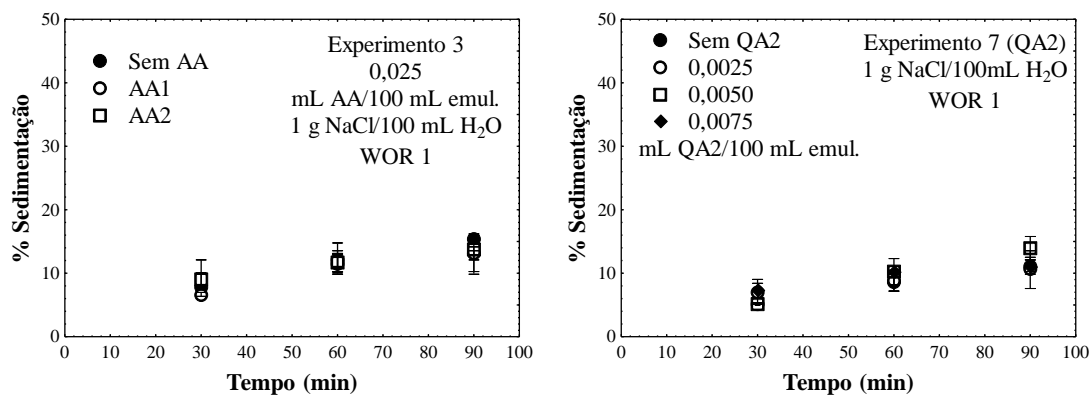 50
40
30
20
10
0
% Sedimentação
Sem AA
AA1
AA2
Experimento 3
0,025
mL AA/100 mL emul.
1 g NaCl/100 mL H₂O
WOR 1
0 10 20 30 40 50 60 70 80 90 100
Tempo (min)
50
40
30
20
10
0
% Sedimentação
Sem QA2
0,0025
0,0050
0,0075
mL QA2/100 mL emul.
Experimento 7 (QA2)
1 g NaCl/100mL H₂O
WOR 1
0 10 20 30 40 50 60 70 80 90 100
Tempo (min)